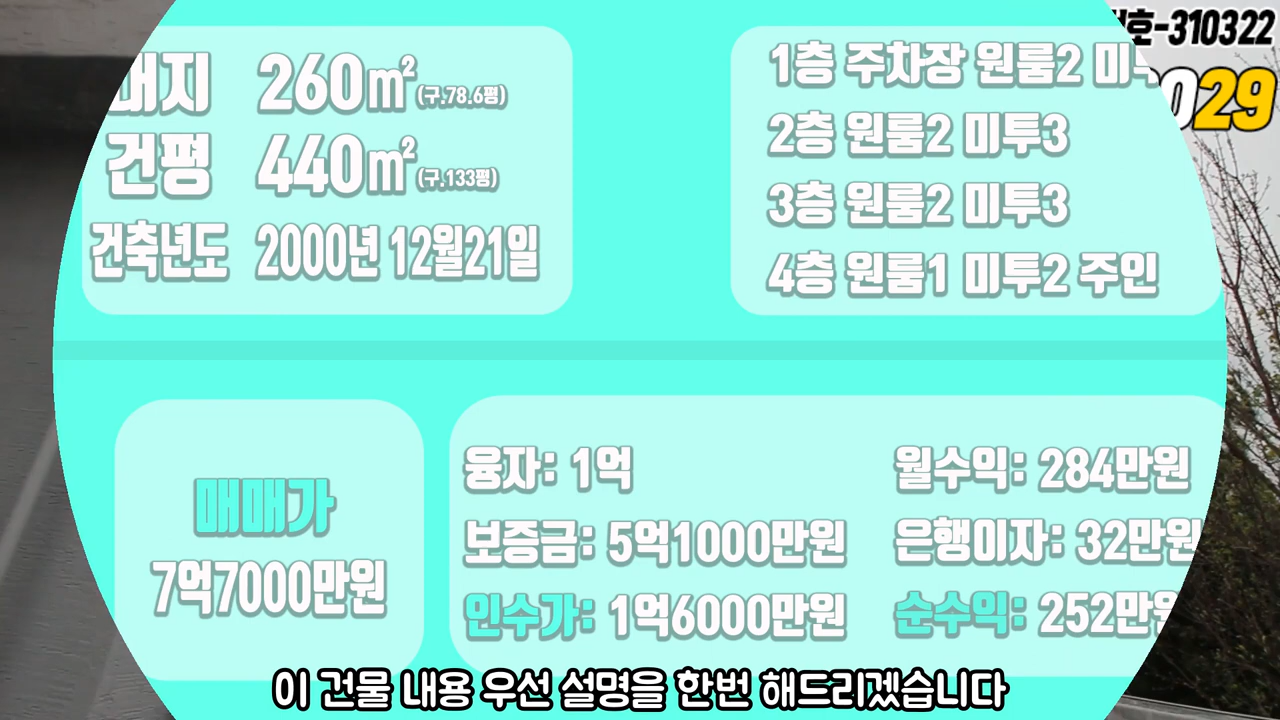 대지 260㎡(구.78.6평)
건평 440㎡(구.133평)
건축년도 2000년 12월21일
1층 주차장 원룸2
2층 원룸2 미투3
3층 원룸2 미투3
4층 원룸1 미투2 주인
호-310322
029
매매가
7억7000만원
융자: 1억
보증금: 5억1000만원
인수가: 1억6000만원
월수익: 284만원
은행이자: 32만원
순수익: 252만원
이 건물 내용 우선 설명을 한번 해드리겠습니다